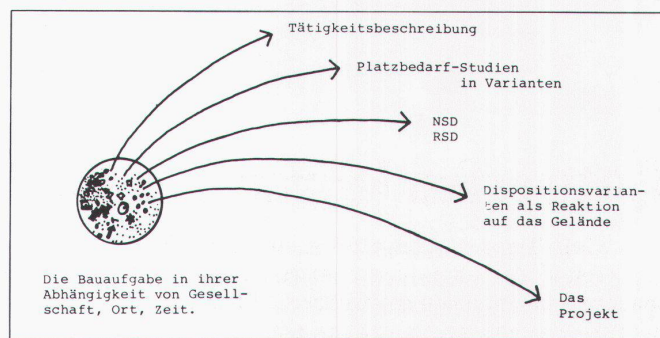 Tätigkeitsbeschreibung
Platzbedarf-Studien
in Varianten
NSD
RSD
Dispositionsvarian-
ten als Reaktion
auf das Gelände
Das
Projekt
Die Bauaufgabe in ihrer
Abhängigkeit von Gesell-
schaft, Ort, Zeit.